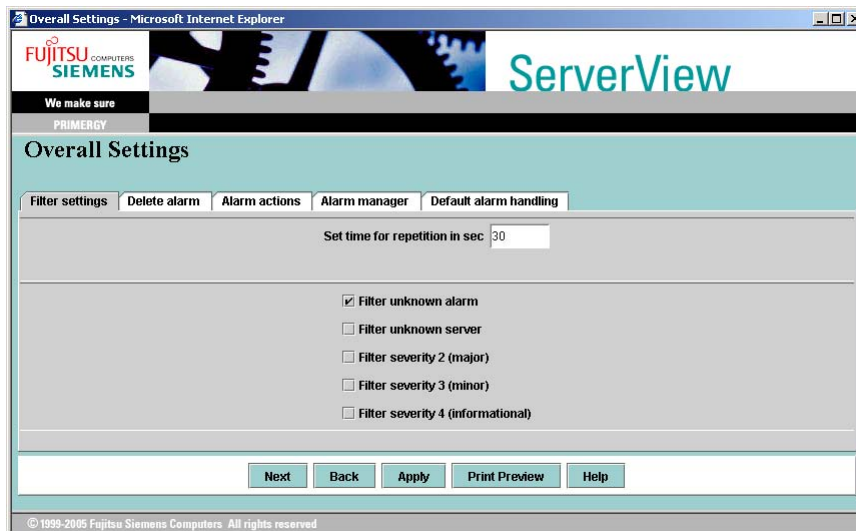 Overall Settings - Microsoft Internet Explorer
FUJITSU COMPUTERS
SIEMENS
ServerView
We make sure
PRIMERGY
Overall Settings
Filter settings Delete alarm Alarm actions Alarm manager Default alarm handling
Set time for repetition in sec 30
Filter unknown alarm
Filter unknown server
Filter severity 2 (major)
Filter severity 3 (minor)
Filter severity 4 (informational)
Next Back Apply Print Preview Help
© 1999-2005 Fujitsu Siemens Computers All rights reserved